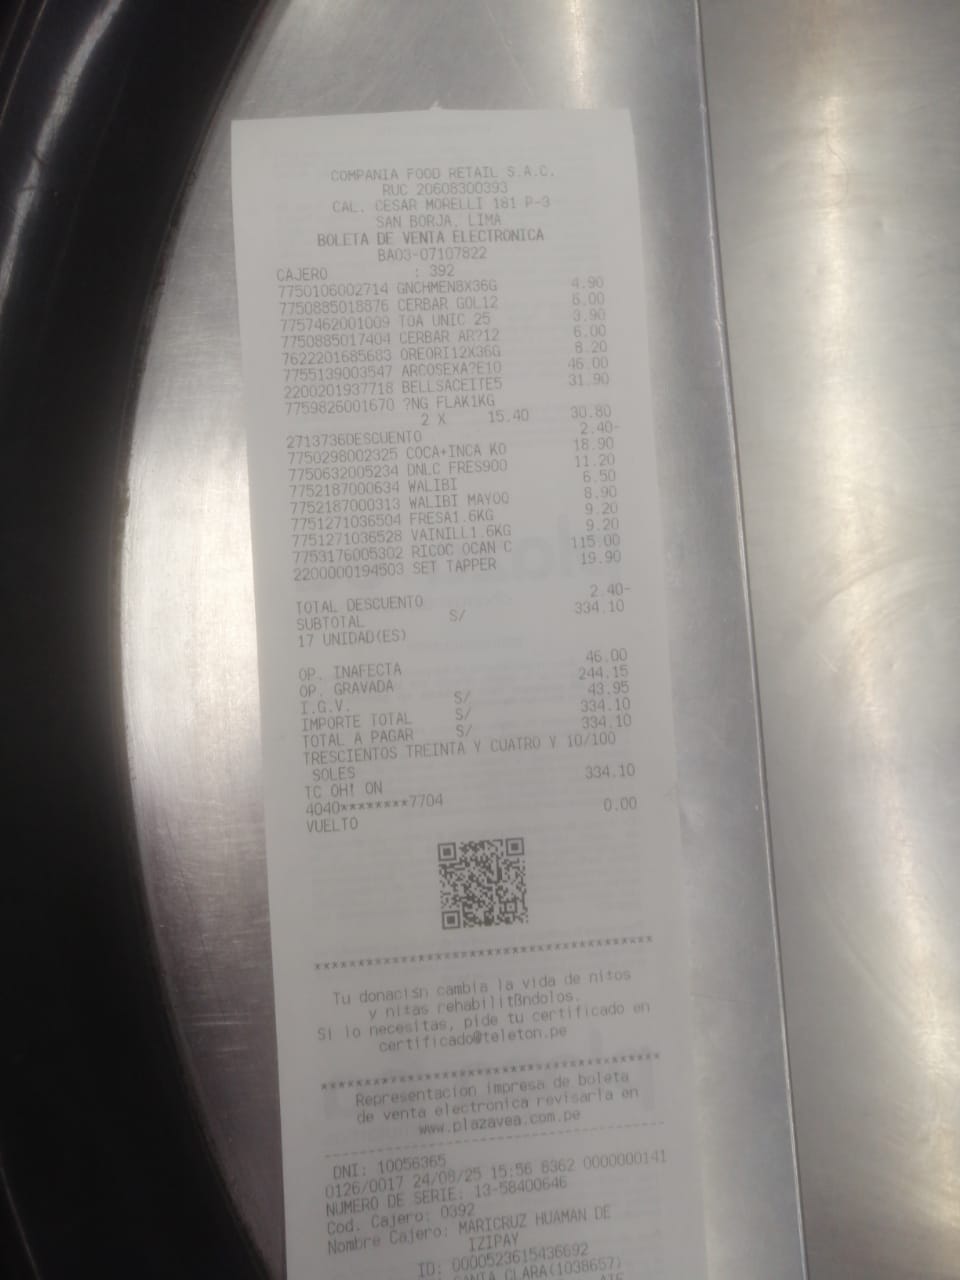 COMPANIA FOOD RETAIL S.A.C.
RUC 20608300393
CAL. CESAR MORELLI 181 P-3
SAN BORJA, LIMA
BOLETA DE VENTA ELECTRONICA
BA03-07107822
CAJERO : 392
7750106002714 GNCHMEN8X36G 4.90
7750885018876 CERBAR GOL12 6.00
7757462001009 TOA UNIC 25 3.90
7750885017404 CERBAR AR?12 6.00
7622201685683 OREORI12X36G 8.20
7755139003547 ARCOSEXA?E10 46.00
2200201937718 BELLSACEITE5 31.90
7759826001670 ?NG FLAK1KG
2 X 15.40 30.80
2713736DESCUENTO 2.40-
7750298002325 COCA+INCA KO 18.90
7750632005234 DNLC FRES900 11.20
7752187000634 WALIBI 6.50
7752187000313 WALIBI MAYOO 8.90
7751271036504 FRESA1.6KG 9.20
7751271036528 VAINILL1.6KG 9.20
7753176005302 RICOC OCAN C 115.00
2200000194503 SET TAPPER 19.90
TOTAL DESCUENTO 2.40-
SUBTOTAL S/ 334.10
17 UNIDAD(ES)
OP. INAFECTA 46.00
OP. GRAVADA 244.15
I.G.V. S/ 43.95
IMPORTE TOTAL S/ 334.10
TOTAL A PAGAR S/ 334.10
TRESCIENTOS TREINTA Y CUATRO Y 10/100
SOLES
TC OH! ON 334.10
4040********7704
VUELTO 0.00
***************************************
Tu donacisn cambia la vida de nitos
y nitas rehabilitßndolos.
Si lo necesitas, pide tu certificado en
certificado@teleton.pe
***************************************
Representacion impresa de boleta
de venta electronica revisarla en
www.plazavea.com.pe
---------------------------------------
DNI: 10056365
0126/0017 24/08/25 15:56 8362 0000000141
NUMERO DE SERIE: 13-58400646
Cod. Cajero: 0392
Nombre Cajero: MARICRUZ HUAMAN DE
IZIPAY
ID: 0000523615436692
SANTA CLARA(1038657)
ATE